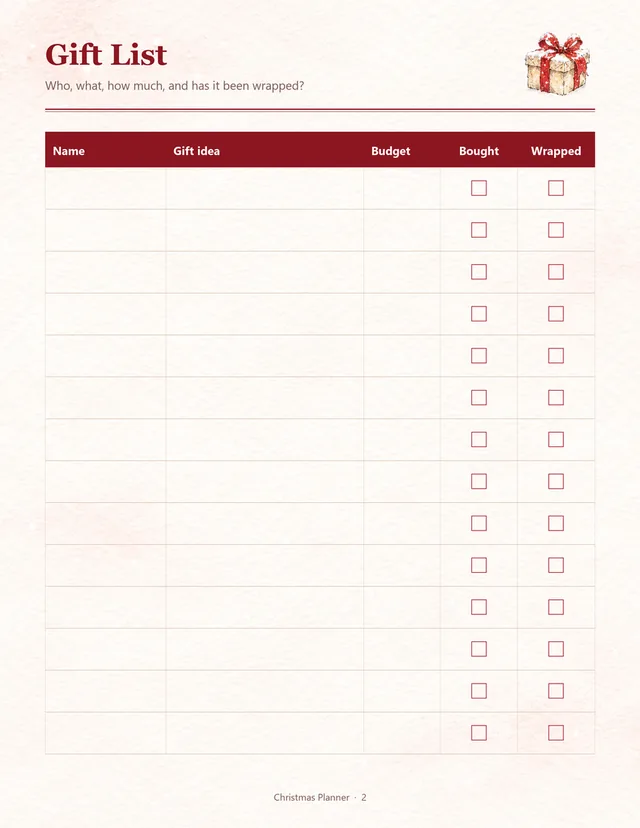 Gift List
Who, what, how much, and has it been wrapped?
Name Gift idea Budget Bought Wrapped
Christmas Planner · 2